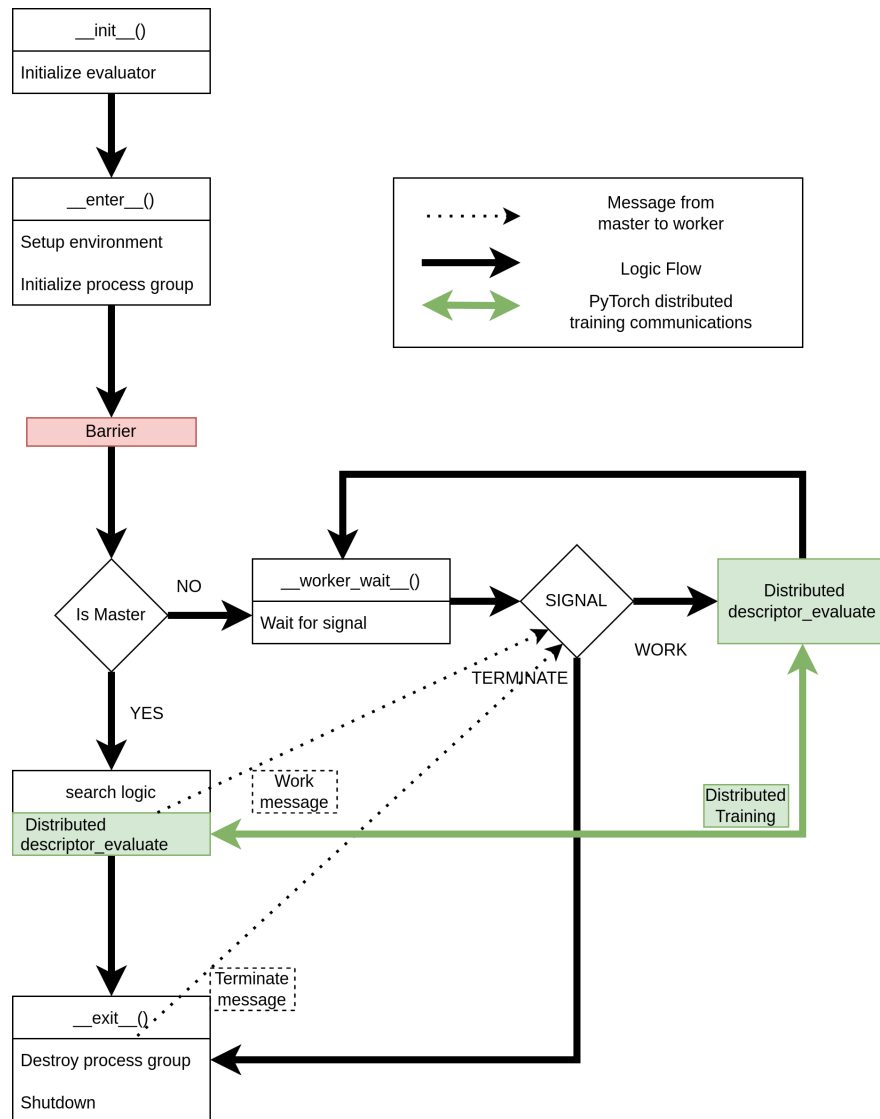 __init__()
Initialize evaluator
__enter__()
Setup environment
Initialize process group
Message from
master to worker
Logic Flow
PyTorch distributed
training communications
Barrier
Is Master
NO
YES
__worker_wait__()
Wait for signal
SIGNAL
WORK
TERMINATE
Distributed
descriptor_evaluate
search logic
Distributed
descriptor_evaluate
Work
message
Distributed
Training
Terminate
message
__exit__()
Destroy process group
Shutdown